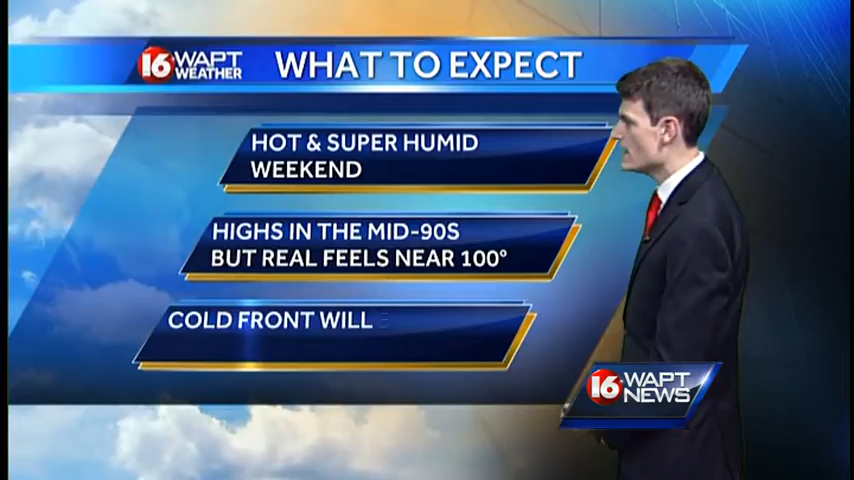 16 WAPT WEATHER
WHAT TO EXPECT
HOT & SUPER HUMID
WEEKEND
HIGHS IN THE MID-90S
BUT REAL FEELS NEAR 100°
COLD FRONT WILL
16 WAPT NEWS